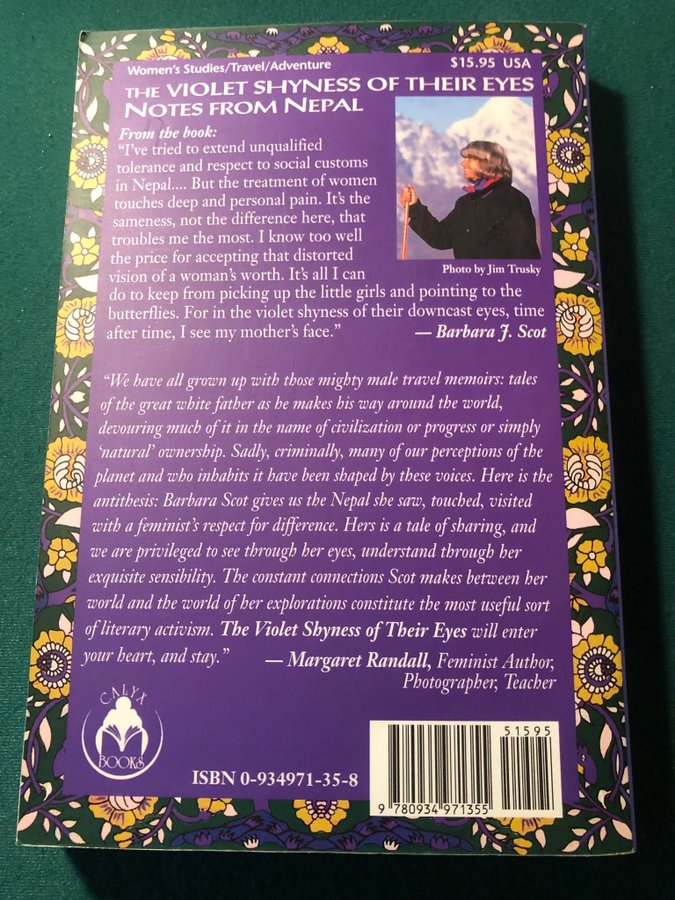 Women's Studies/Travel/Adventure
$15.95 USA
THE VIOLET SHYNESS OF THEIR EYES
NOTES FROM NEPAL
From the book:
"I've tried to extend unqualified
tolerance and respect to social customs
in Nepal.... But the treatment of women
touches deep and personal pain. It's the
sameness, not the difference here, that
troubles me the most. I know too well
the price for accepting that distorted
vision of a woman's worth. It's all I can
do to keep from picking up the little girls and pointing to the
butterflies. For in the violet shyness of their downcast eyes, time
after time, I see my mother's face."
— Barbara J. Scot
Photo by Jim Trusky
"We have all grown up with those mighty male travel memoirs: tales
of the great white father as he makes his way around the world,
devouring much of it in the name of civilization or progress or simply
'natural' ownership. Sadly, criminally, many of our perceptions of the
planet and who inhabits it have been shaped by these voices. Here is the
antithesis: Barbara Scot gives us the Nepal she saw, touched, visited
with a feminist's respect for difference. Hers is a tale of sharing, and
we are privileged to see through her eyes, understand through her
exquisite sensibility. The constant connections Scot makes between her
world and the world of her explorations constitute the most useful sort
of literary activism. The Violet Shyness of Their Eyes will enter
your heart, and stay."
— Margaret Randall, Feminist Author,
Photographer, Teacher
CALYX
BOOKS
ISBN 0-934971-35-8
51595
9 780934 971355